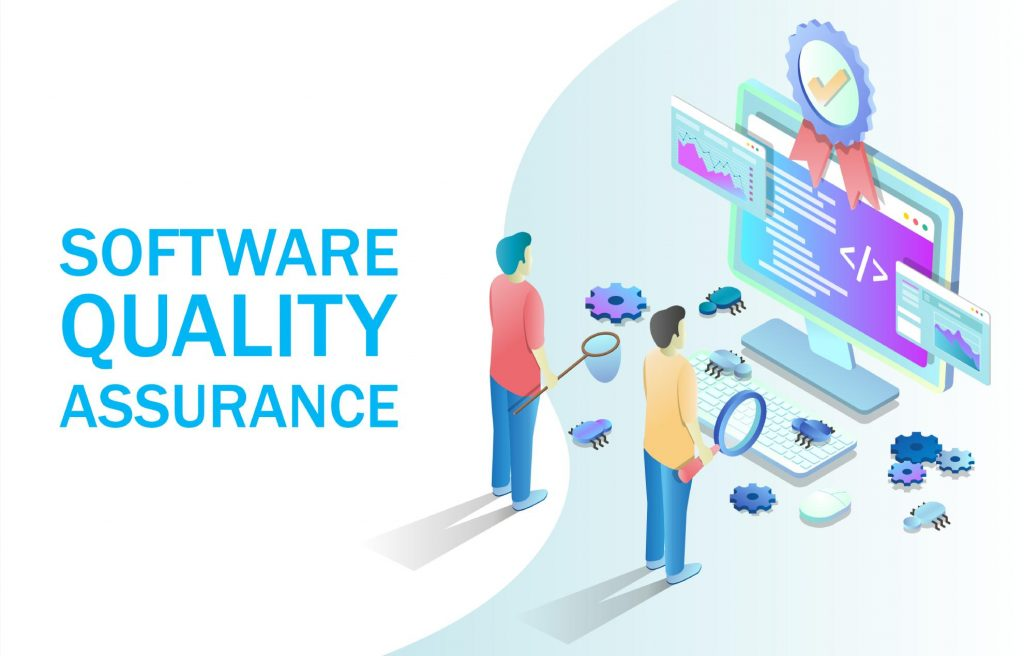 SOFTWARE
QUALITY
ASSURANCE
</>